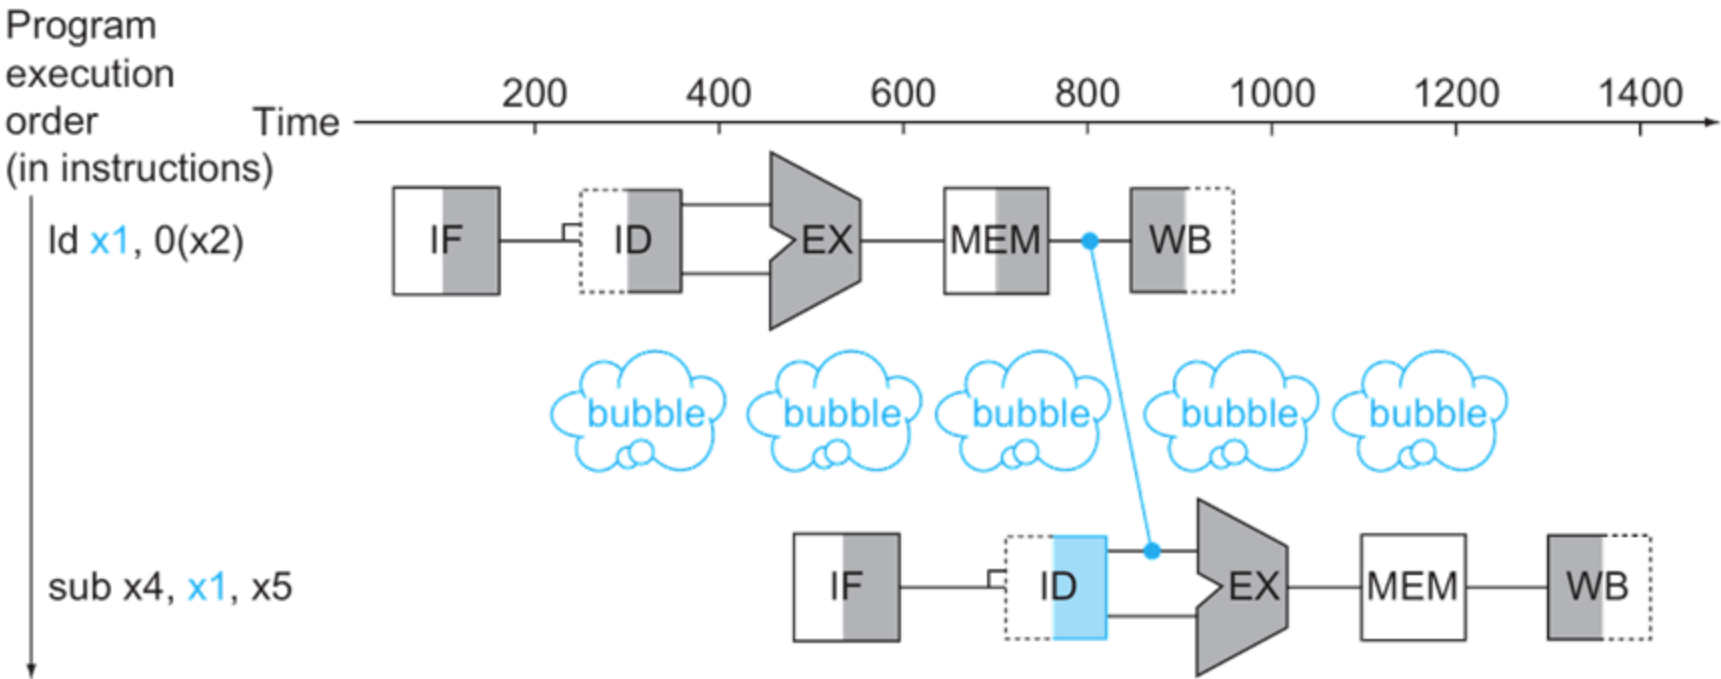 Program
execution
order
(in instructions)
Time
200 400 600 800 1000 1200 1400
ld x1, 0(x2)
IF ID EX MEM WB
bubble bubble bubble bubble bubble
sub x4, x1, x5
IF ID EX MEM WB